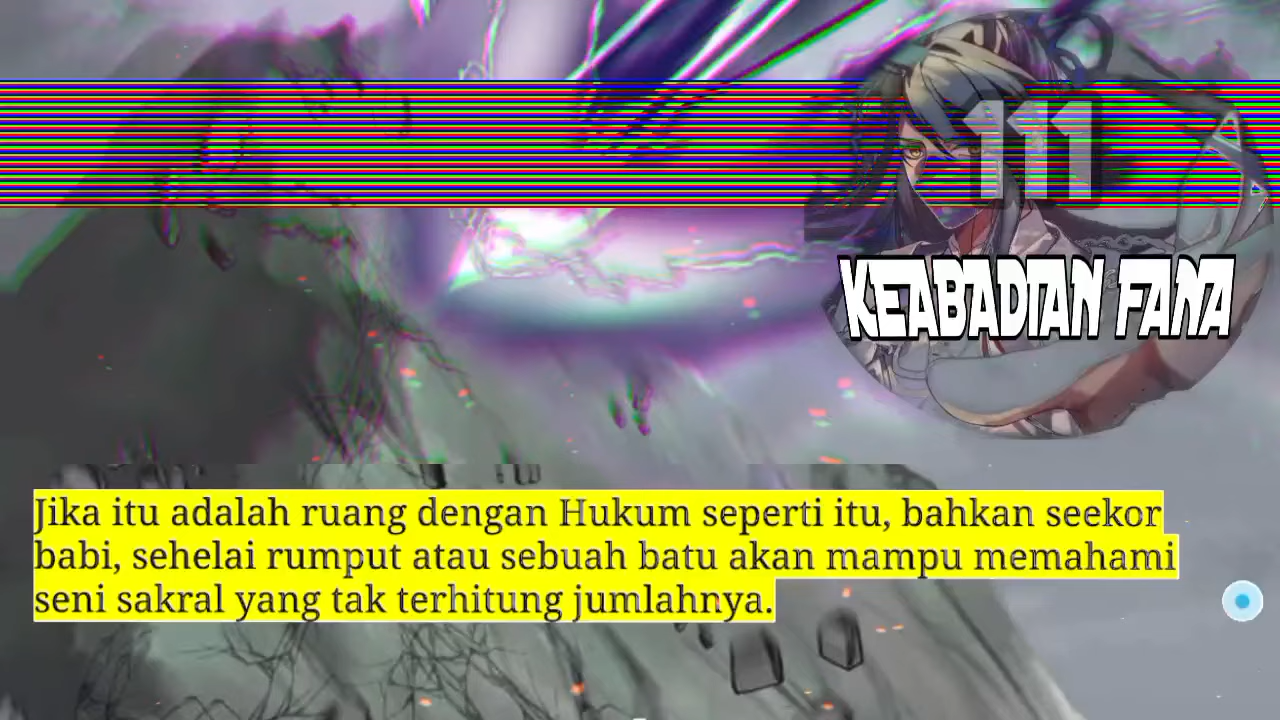 111
KEABADIAN FANA
Jika itu adalah ruang dengan Hukum seperti itu, bahkan seekor
babi, sehelai rumput atau sebuah batu akan mampu memahami
seni sakral yang tak terhitung jumlahnya.